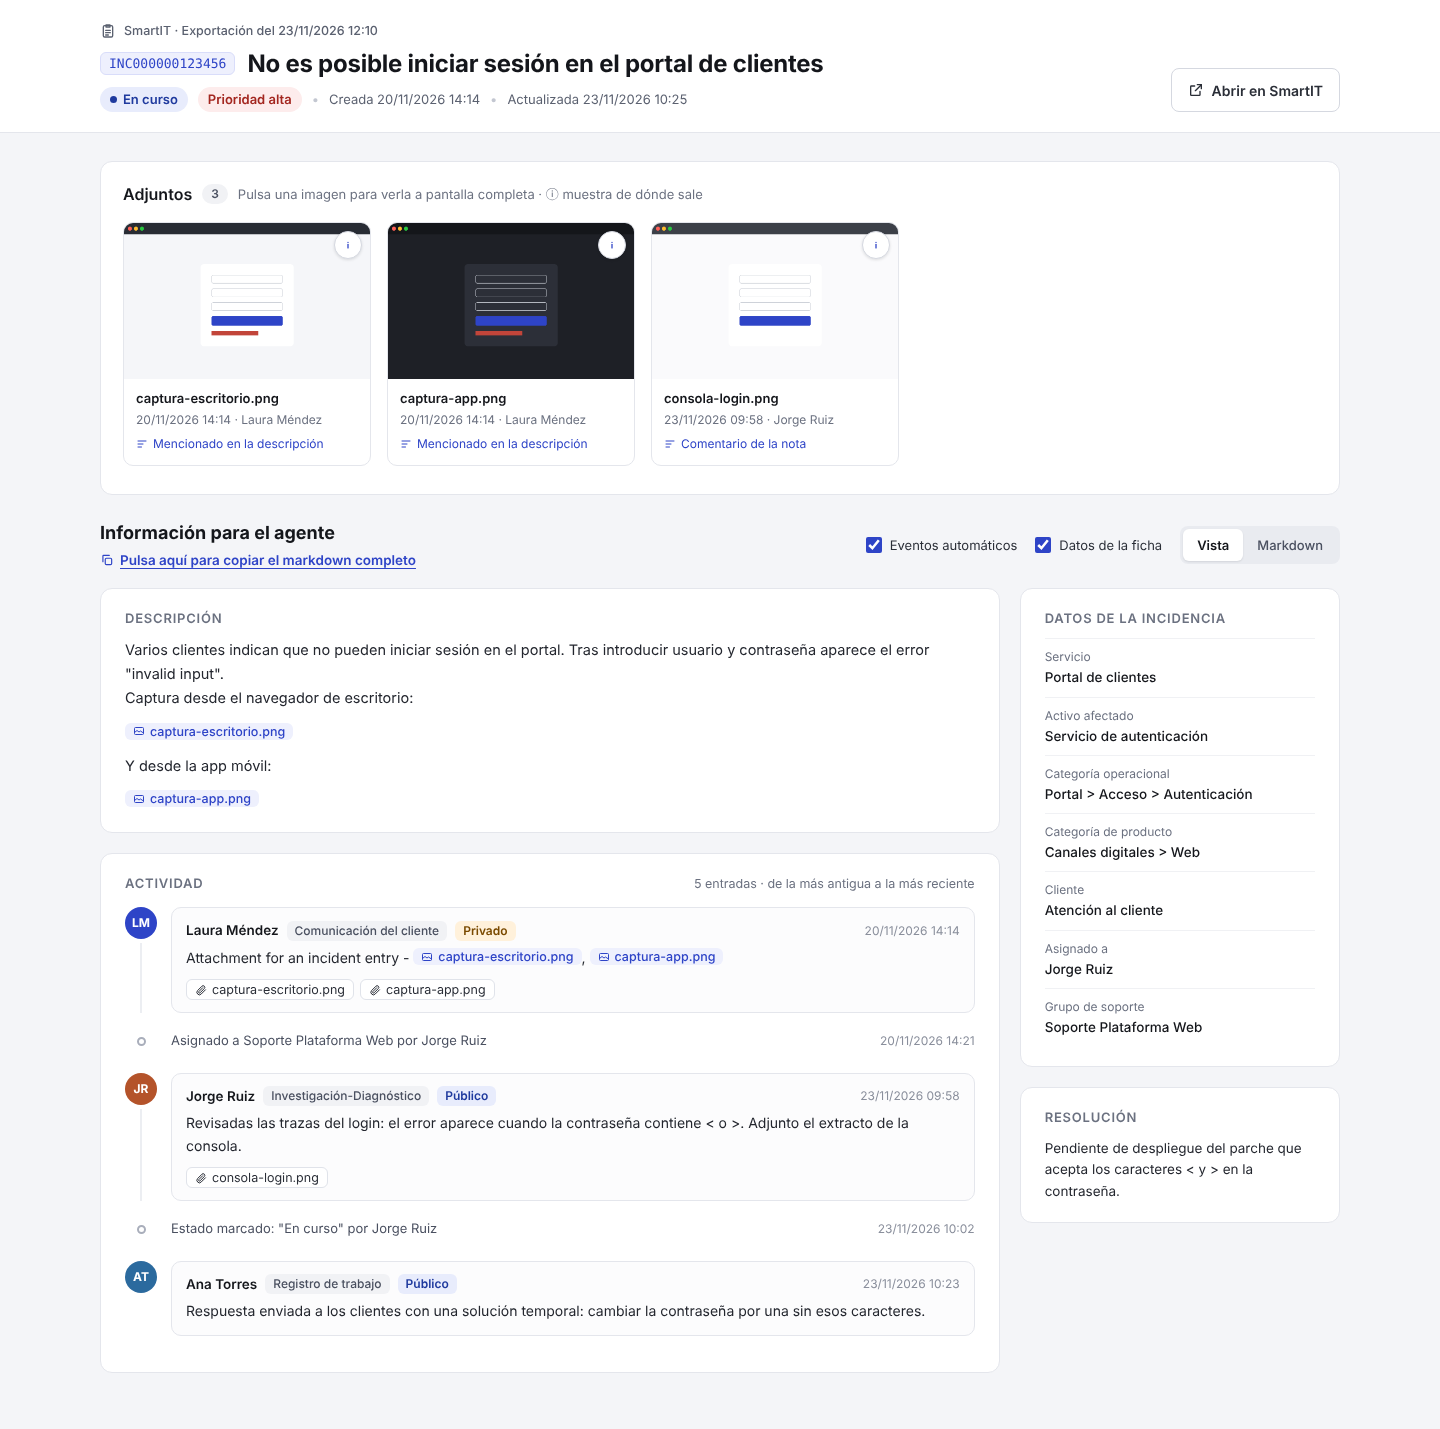 SmartIT · Exportación del 23/11/2026 12:10
INC000000123456 No es posible iniciar sesión en el portal de clientes
En curso Prioridad alta • Creada 20/11/2026 14:14 • Actualizada 23/11/2026 10:25
Abrir en SmartIT
Adjuntos 3 Pulsa una imagen para verla a pantalla completa · ⓘ muestra de dónde sale
i
i
i
captura-escritorio.png
20/11/2026 14:14 · Laura Méndez
Mencionado en la descripción
captura-app.png
20/11/2026 14:14 · Laura Méndez
Mencionado en la descripción
consola-login.png
23/11/2026 09:58 · Jorge Ruiz
Comentario de la nota
Información para el agente
Pulsa aquí para copiar el markdown completo
Eventos automáticos Datos de la ficha Vista Markdown
DESCRIPCIÓN
Varios clientes indican que no pueden iniciar sesión en el portal. Tras introducir usuario y contraseña aparece el error
"invalid input".
Captura desde el navegador de escritorio:
captura-escritorio.png
Y desde la app móvil:
captura-app.png
ACTIVIDAD 5 entradas · de la más antigua a la más reciente
LM Laura Méndez Comunicación del cliente Privado 20/11/2026 14:14
Attachment for an incident entry - captura-escritorio.png , captura-app.png
captura-escritorio.png captura-app.png
Asignado a Soporte Plataforma Web por Jorge Ruiz 20/11/2026 14:21
JR Jorge Ruiz Investigación-Diagnóstico Público 23/11/2026 09:58
Revisadas las trazas del login: el error aparece cuando la contraseña contiene < o >. Adjunto el extracto de la
consola.
consola-login.png
Estado marcado: "En curso" por Jorge Ruiz 23/11/2026 10:02
AT Ana Torres Registro de trabajo Público 23/11/2026 10:23
Respuesta enviada a los clientes con una solución temporal: cambiar la contraseña por una sin esos caracteres.
DATOS DE LA INCIDENCIA
Servicio
Portal de clientes
Activo afectado
Servicio de autenticación
Categoría operacional
Portal > Acceso > Autenticación
Categoría de producto
Canales digitales > Web
Cliente
Atención al cliente
Asignado a
Jorge Ruiz
Grupo de soporte
Soporte Plataforma Web
RESOLUCIÓN
Pendiente de despliegue del parche que
acepta los caracteres < y > en la
contraseña.